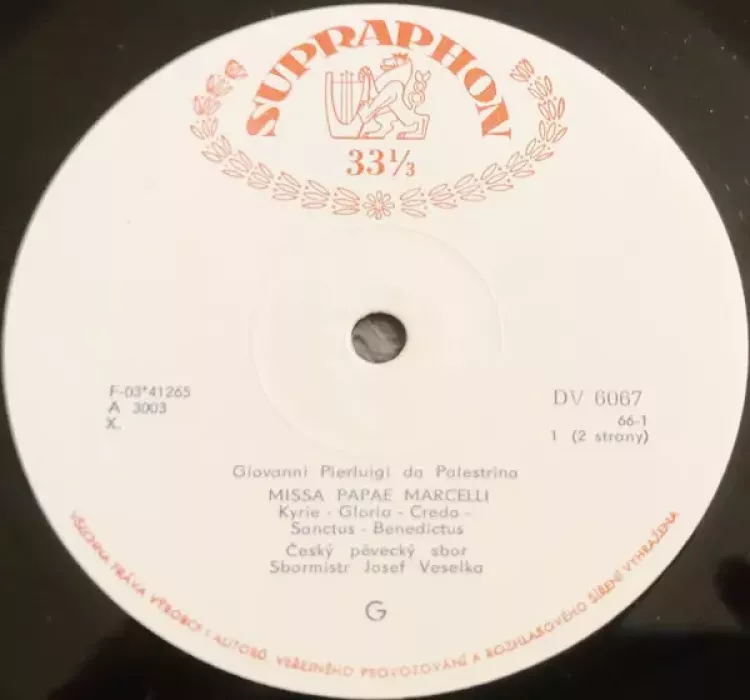 SUPRAPHON
33⅓
F-03*41265
A 3003
X.
DV 6067
66-1
1 (2 strany)
Giovanni Pierluigi da Palestrina
MISSA PAPAE MARCELLI
Kyrie - Gloria - Credo -
Sanctus - Benedictus
Český pěvecký sbor
Sbormistr Josef Veselka
G
VŠECHNA PRÁVA VÝROBCE I AUTORŮ, VEŘEJNÉHO PROVOZOVÁNÍ A ROZHLASOVÉHO ŠÍŘENÍ VYHRAŽENA